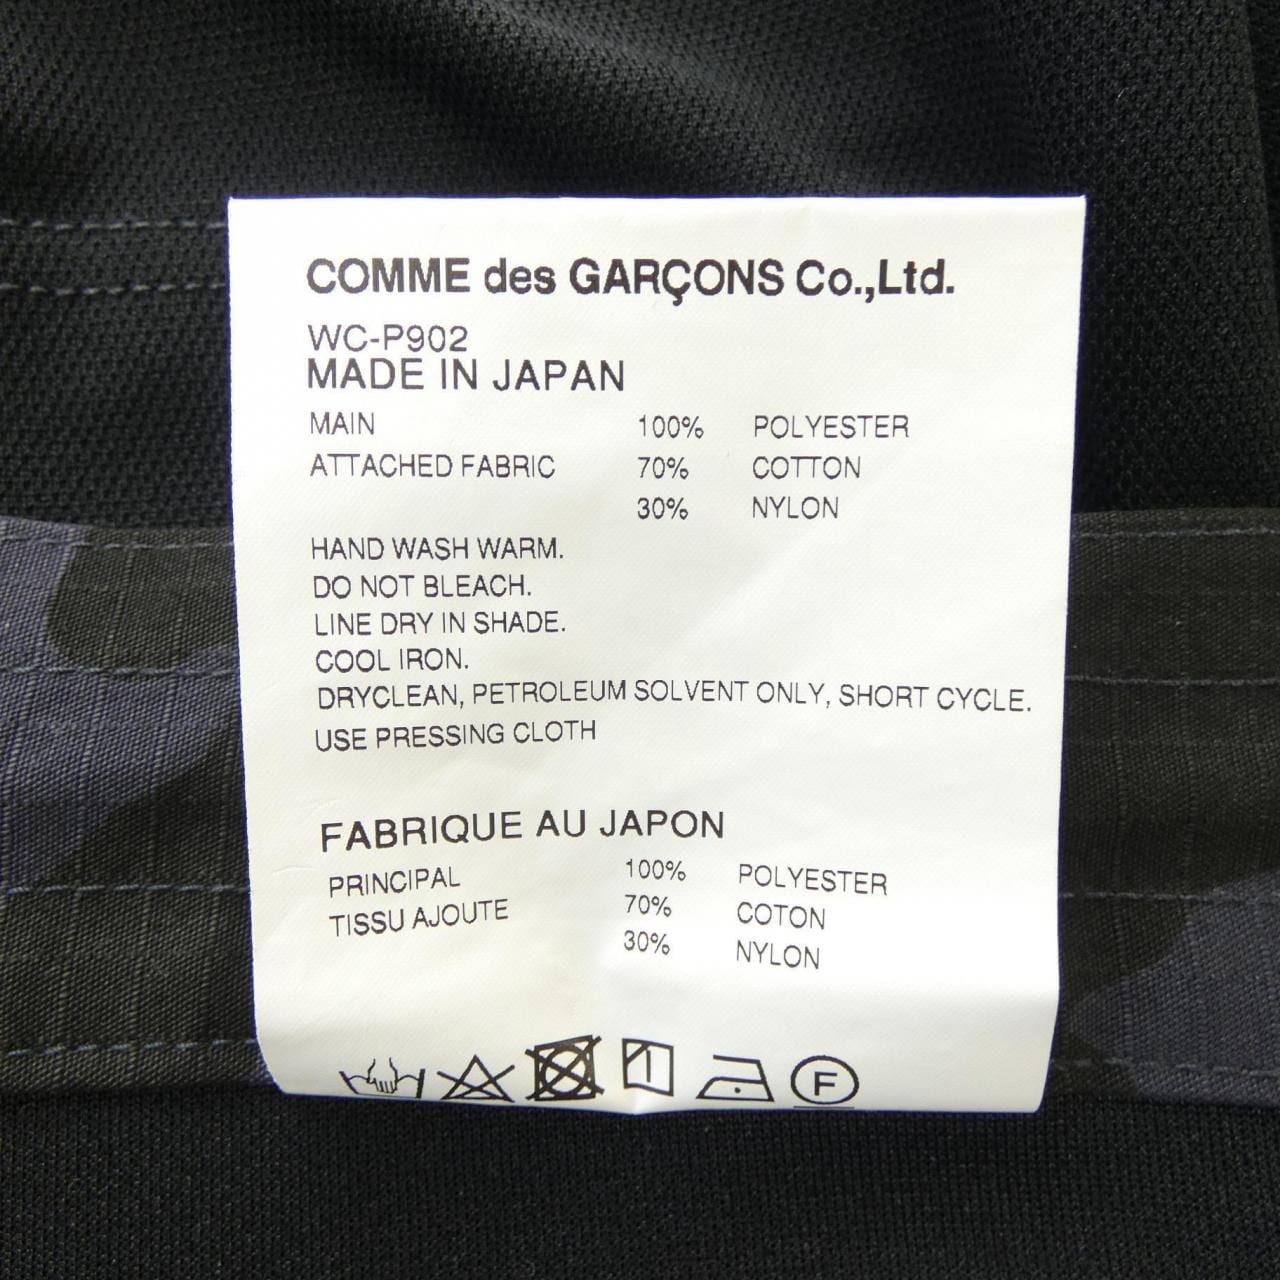 COMME des GARÇONS Co.,Ltd.
WC-P902
MADE IN JAPAN
MAIN 100% POLYESTER
ATTACHED FABRIC 70% COTTON
30% NYLON
HAND WASH WARM.
DO NOT BLEACH.
LINE DRY IN SHADE.
COOL IRON.
DRYCLEAN, PETROLEUM SOLVENT ONLY, SHORT CYCLE.
USE PRESSING CLOTH
FABRIQUE AU JAPON
PRINCIPAL 100% POLYESTER
TISSU AJOUTE 70% COTON
30% NYLON
F